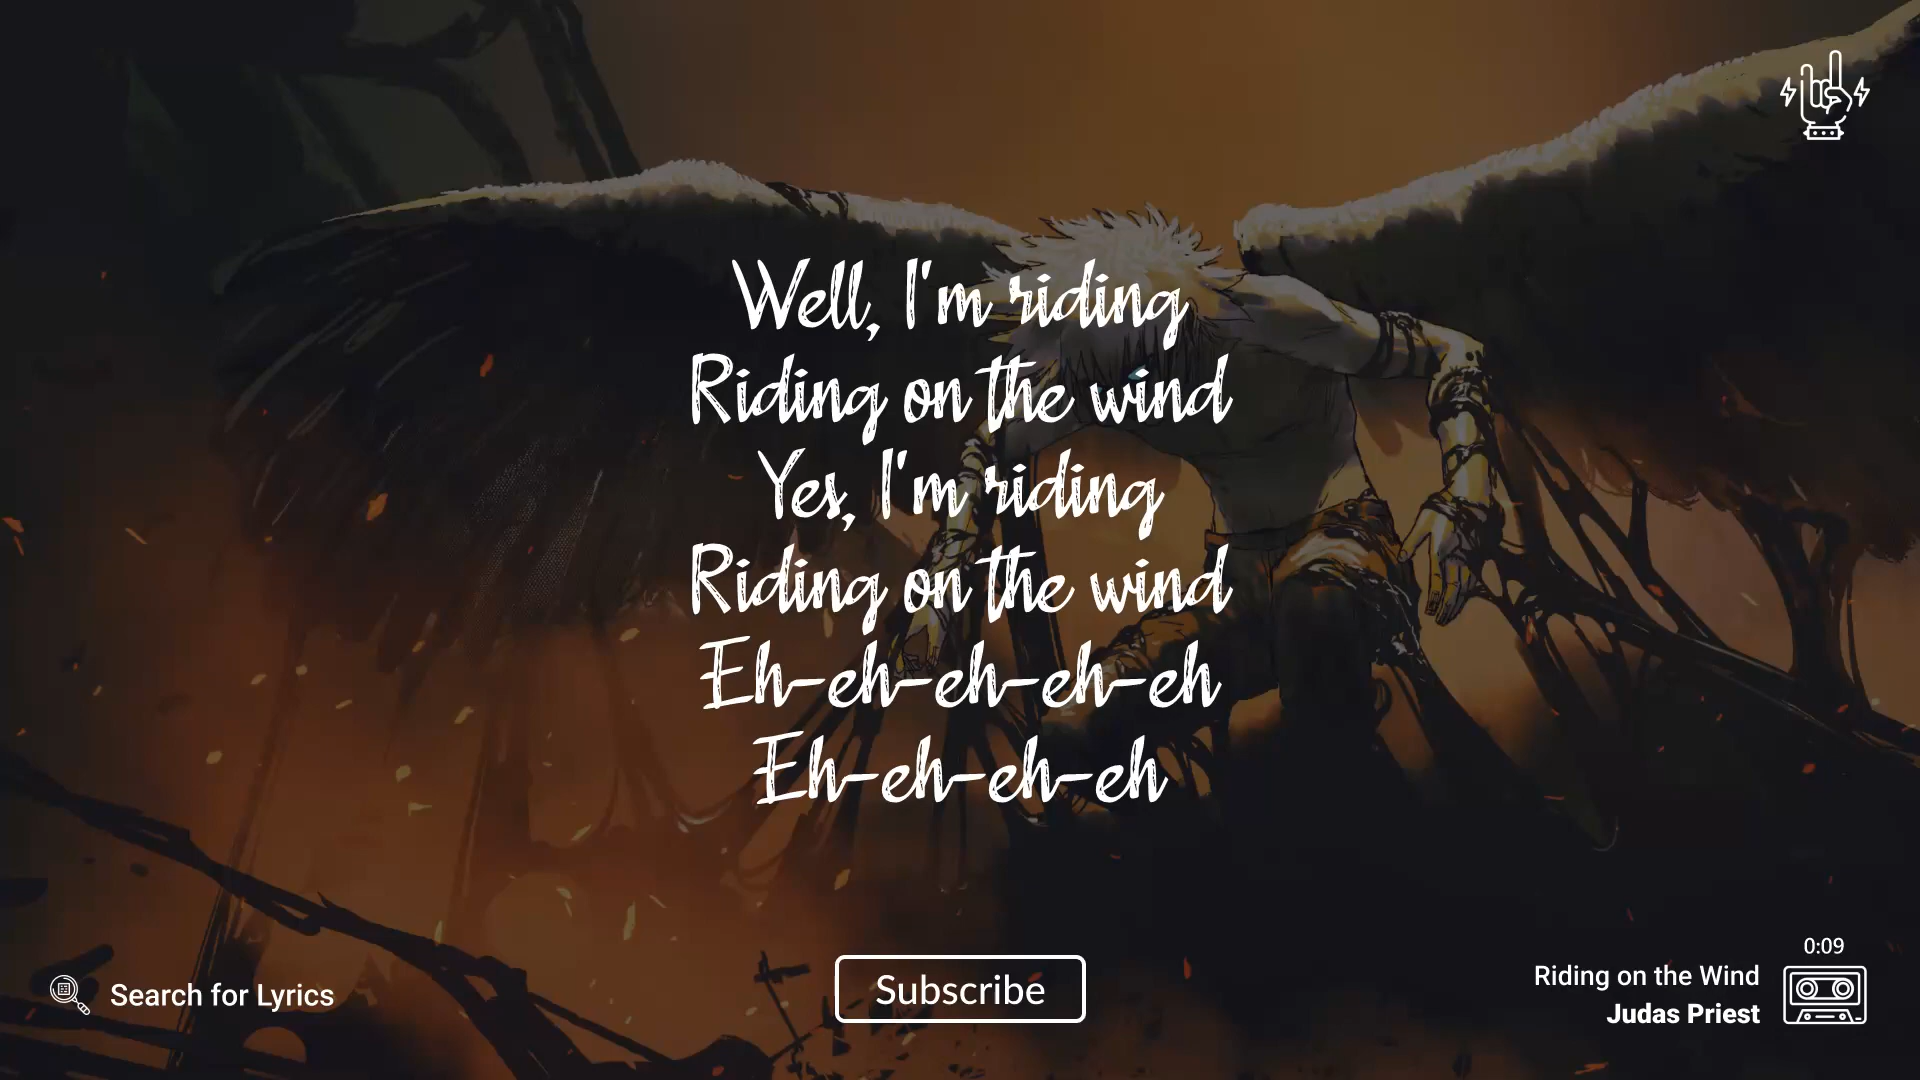 Well, I'm riding
Riding on the wind
Yes, I'm riding
Riding on the wind
Eh-eh-eh-eh-eh
Eh-eh-eh-eh
Search for Lyrics
Subscribe
0:09
Riding on the Wind
Judas Priest